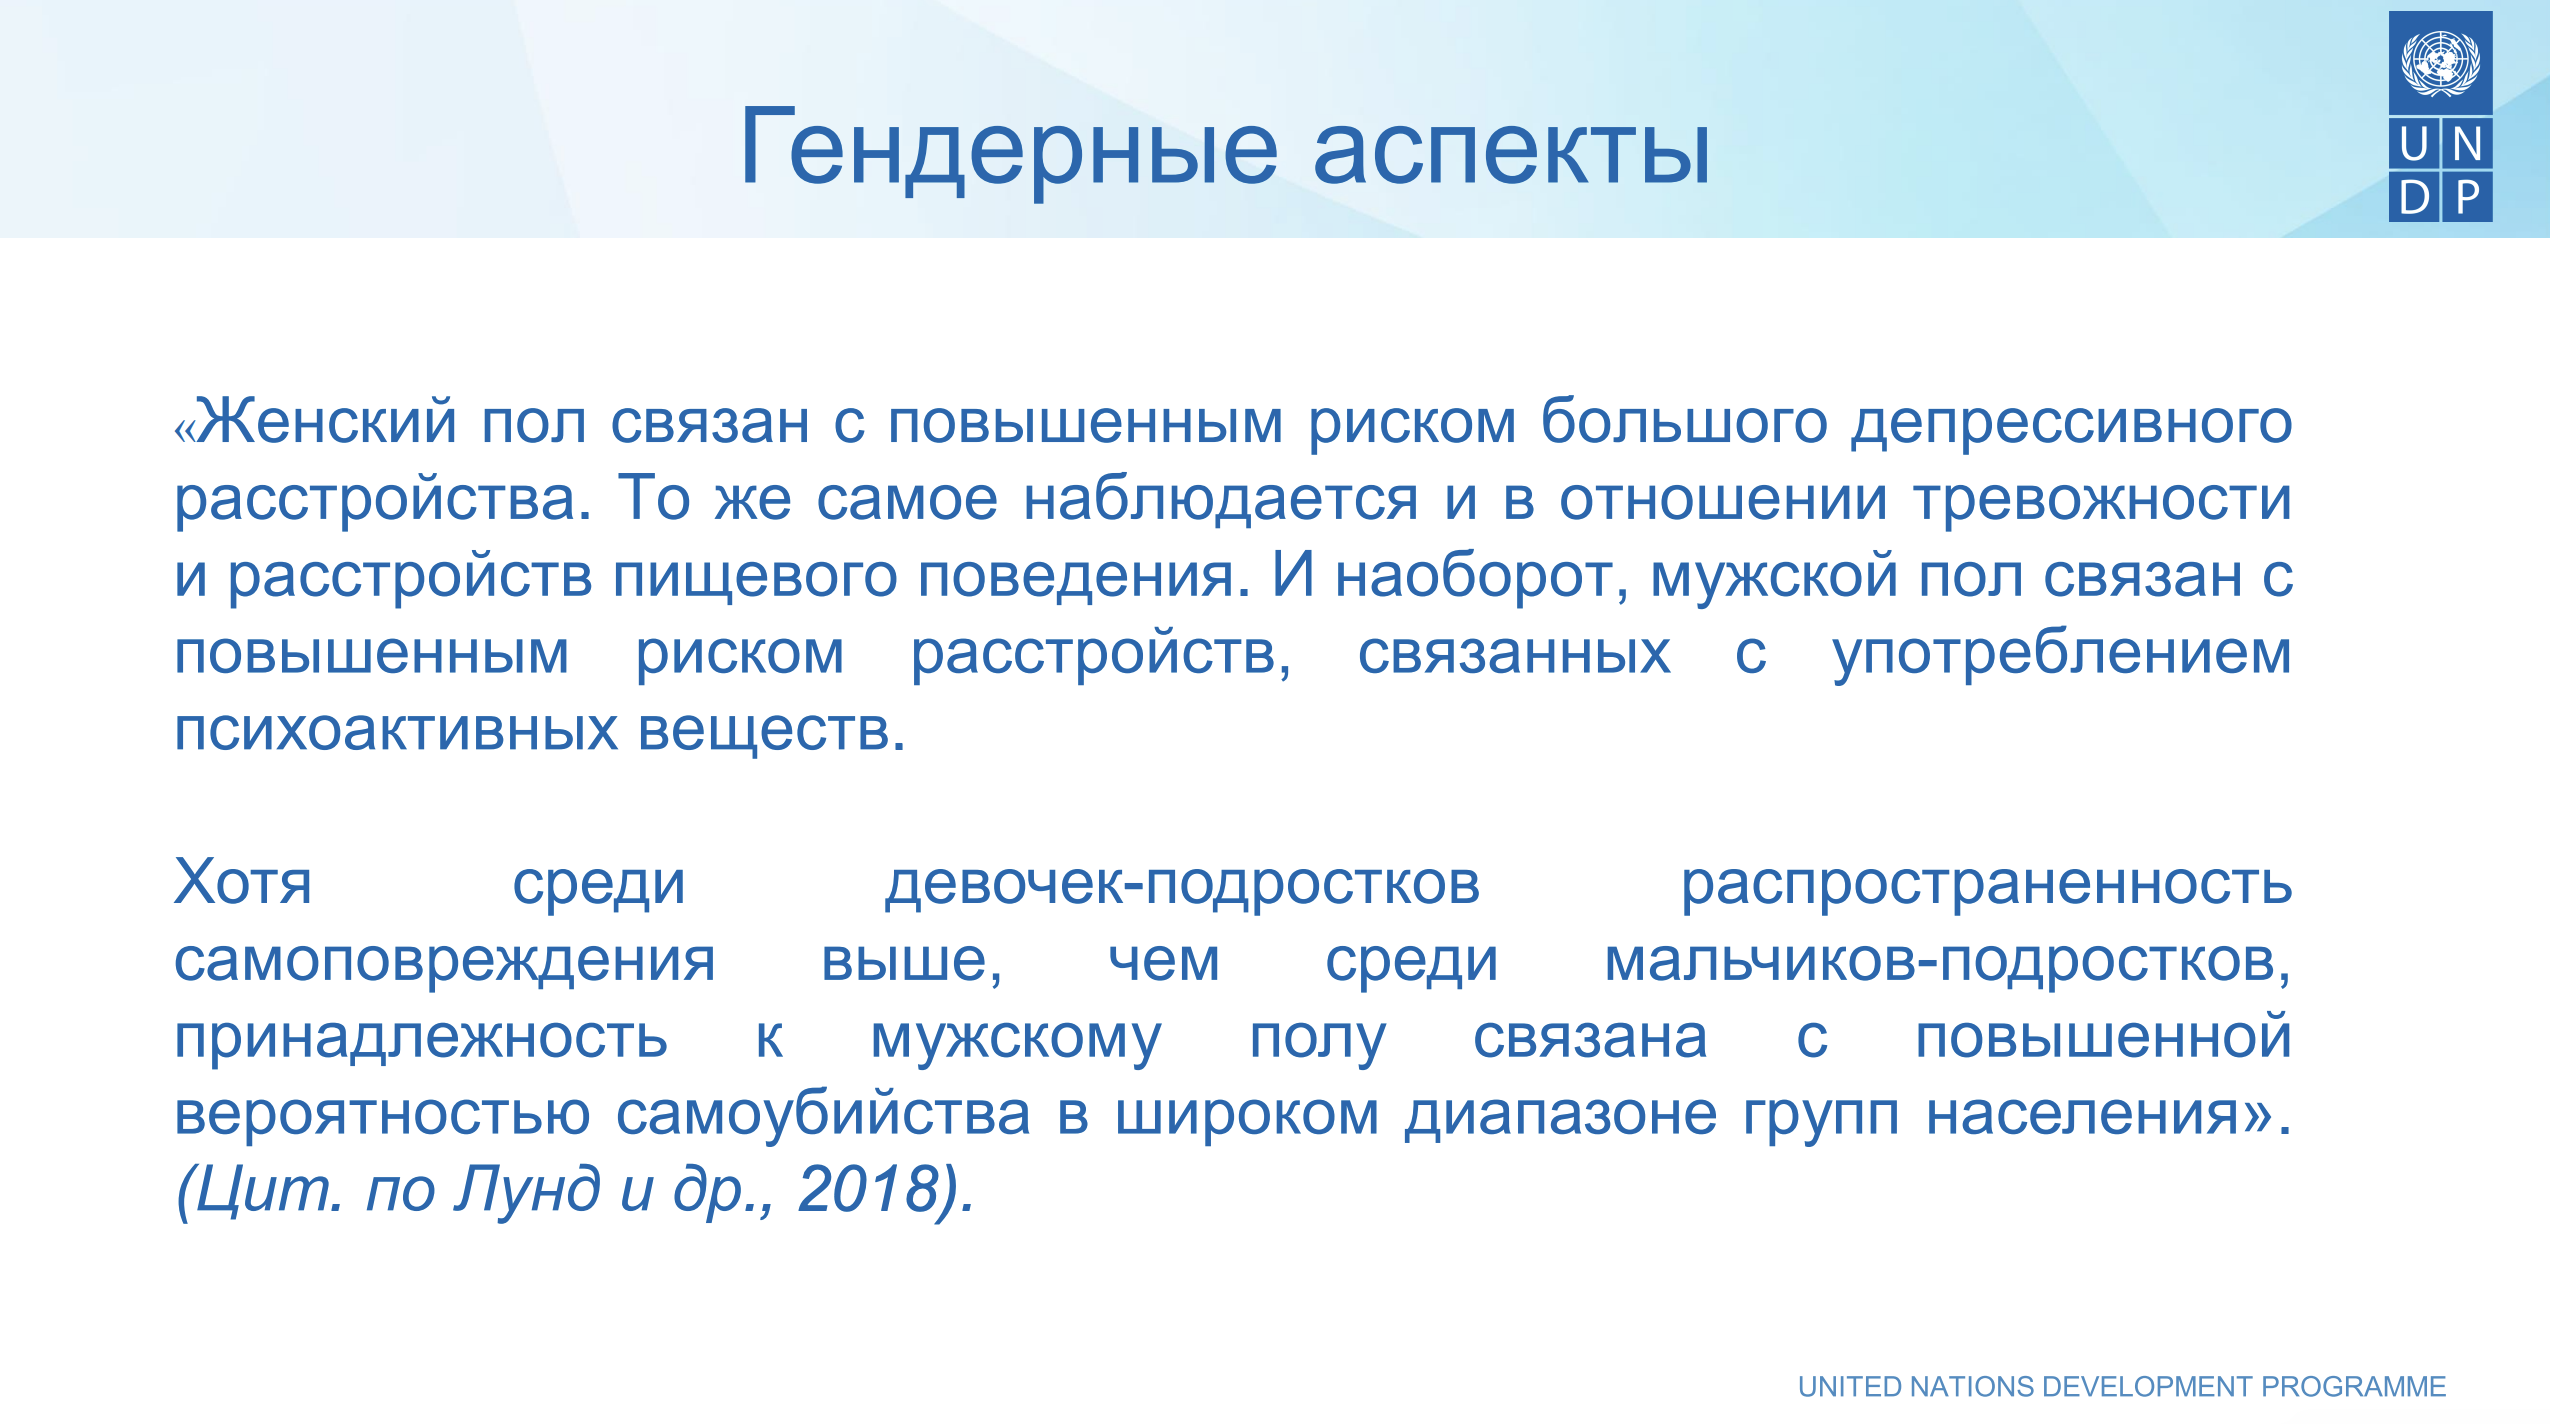 Гендерные аспекты
U N
D P
«Женский пол связан с повышенным риском большого депрессивного
расстройства. То же самое наблюдается и в отношении тревожности
и расстройств пищевого поведения. И наоборот, мужской пол связан с
повышенным риском расстройств, связанных с употреблением
психоактивных веществ.
Хотя среди девочек-подростков распространенность
самоповреждения выше, чем среди мальчиков-подростков,
принадлежность к мужскому полу связана с повышенной
вероятностью самоубийства в широком диапазоне групп населения».
(Цит. по Лунд и др., 2018).
UNITED NATIONS DEVELOPMENT PROGRAMME